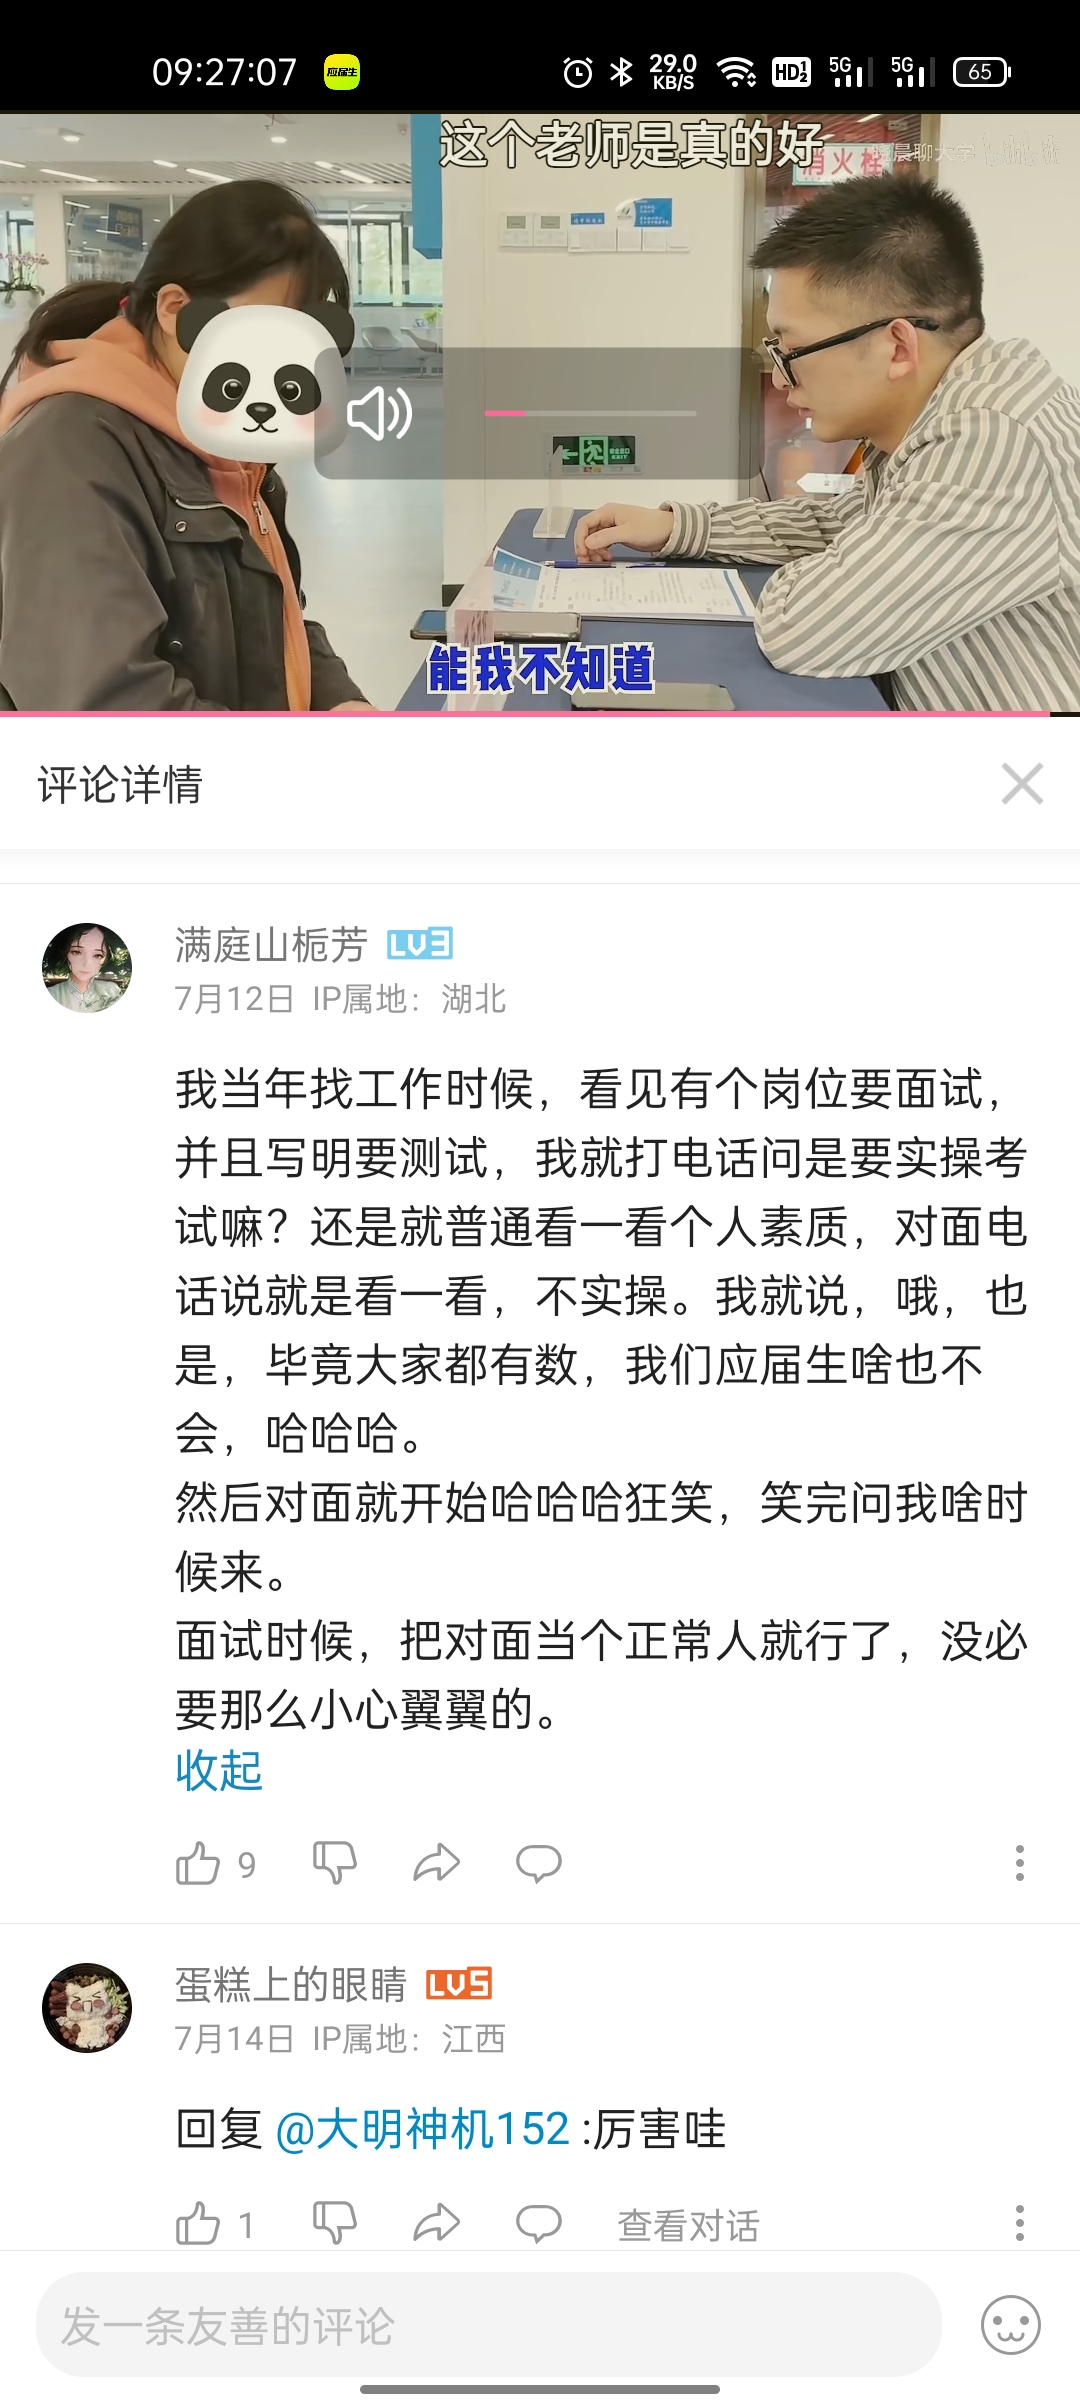 09:27:07
应届生
29.0
KB/S
HD 1 2
5G
5G
65
这个老师是真的好
消火栓
晨聊大学
bilibili
EXIT
能我不知道
评论详情
满庭山栀芳 LV3
7月12日 IP属地：湖北
我当年找工作时候，看见有个岗位要面试，
并且写明要测试，我就打电话问是要实操考
试嘛？还是就普通看一看个人素质，对面电
话说就是看一看，不实操。我就说，哦，也
是，毕竟大家都有数，我们应届生啥也不
会，哈哈哈。
然后对面就开始哈哈哈狂笑，笑完问我啥时
候来。
面试时候，把对面当个正常人就行了，没必
要那么小心翼翼的。
收起
9
蛋糕上的眼睛 LV5
7月14日 IP属地：江西
回复 @大明神机152 :厉害哇
1 查看对话
发一条友善的评论